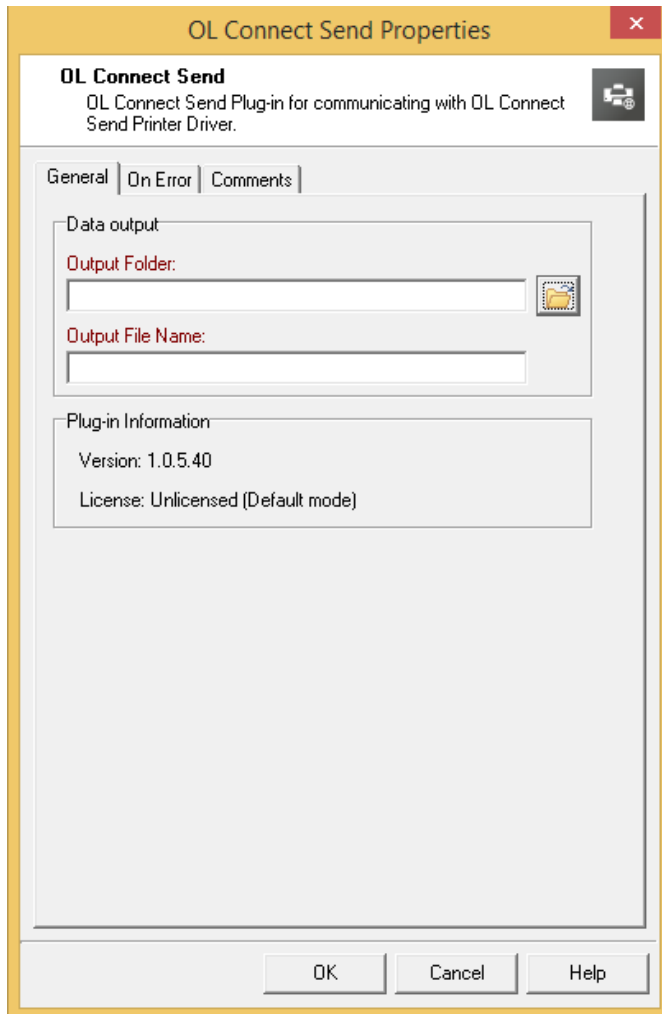 OL Connect Send Properties
OL Connect Send
OL Connect Send Plug-in for communicating with OL Connect
Send Printer Driver.
General On Error Comments
Data output
Output Folder:
Output File Name:
Plug-in Information
Version: 1.0.5.40
License: Unlicensed (Default mode)
OK Cancel Help